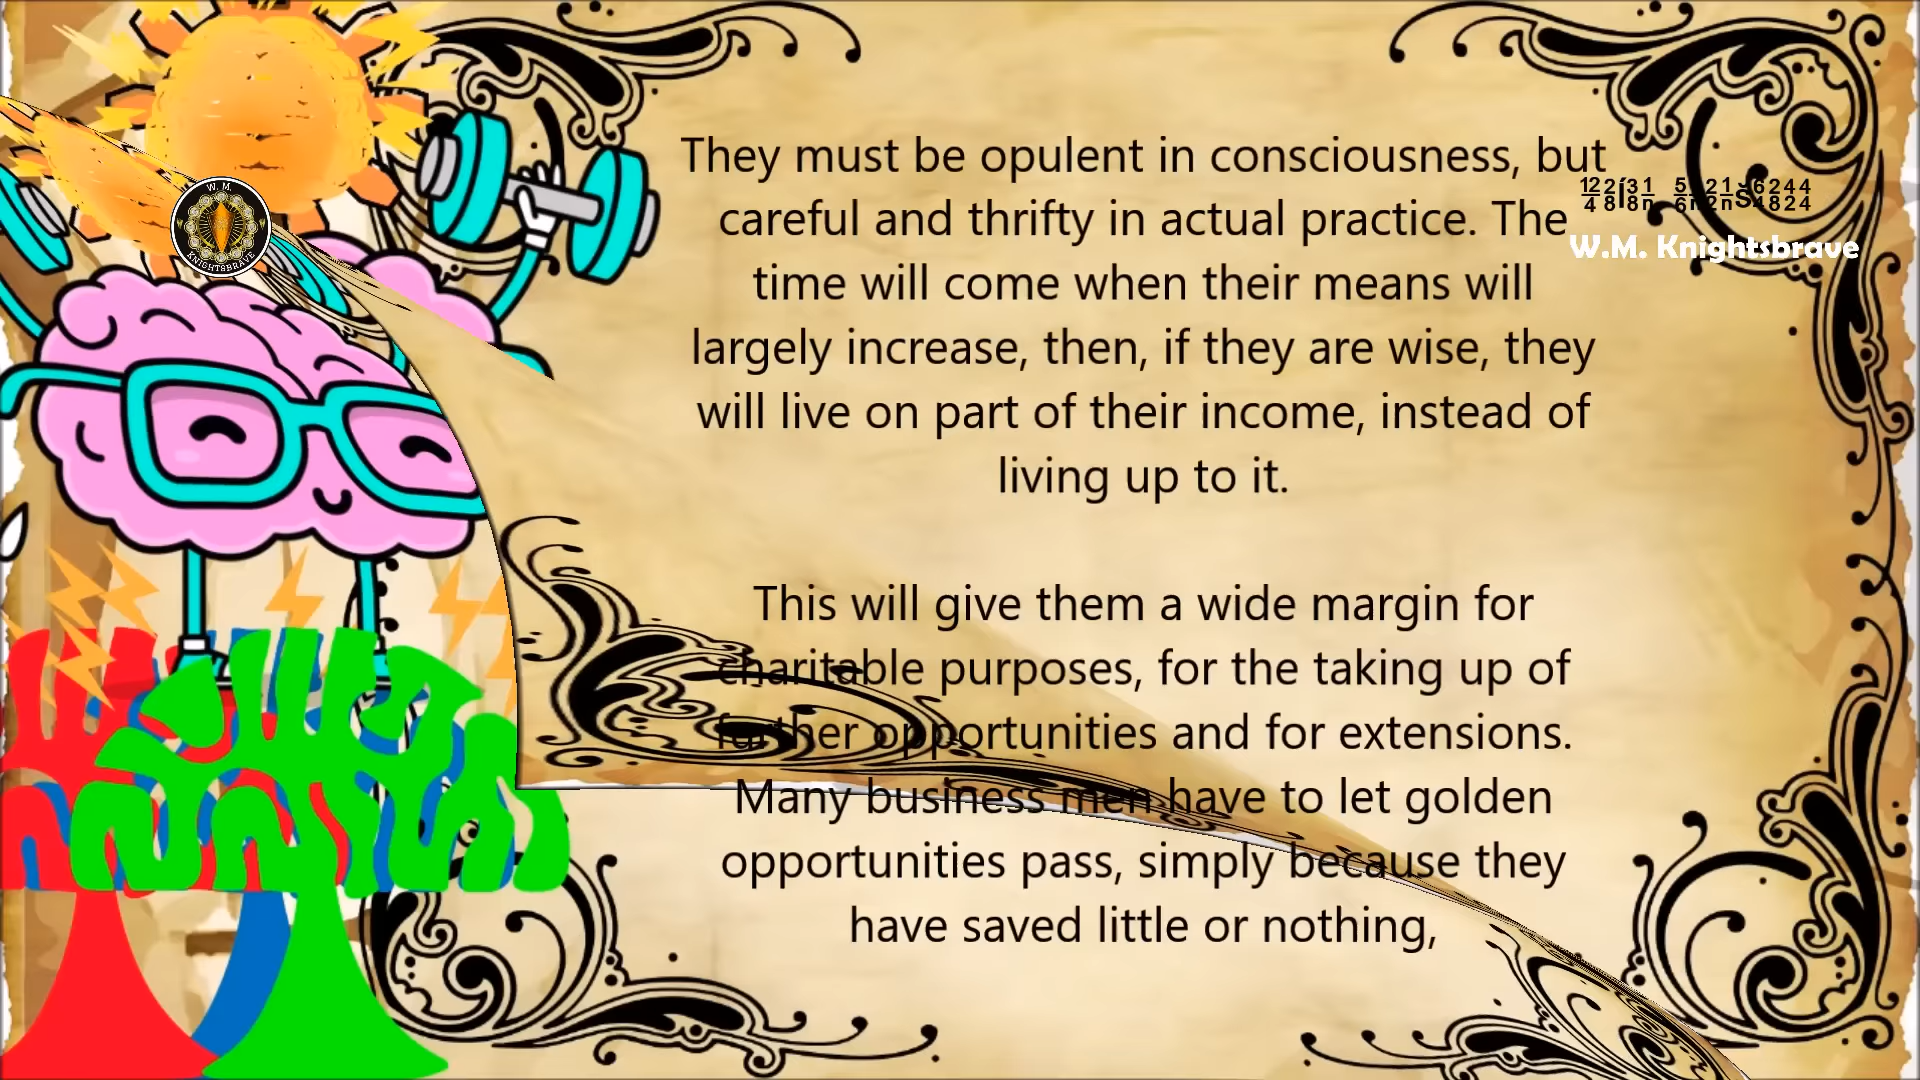 They must be opulent in consciousness, but
careful and thrifty in actual practice. The
time will come when their means will
largely increase, then, if they are wise, they
will live on part of their income, instead of
living up to it.
This will give them a wide margin for
charitable purposes, for the taking up of
further opportunities and for extensions.
Many business men have to let golden
opportunities pass, simply because they
have saved little or nothing,
W.M. Knightsbrave
W. M.
KNIGHTSBRAVE